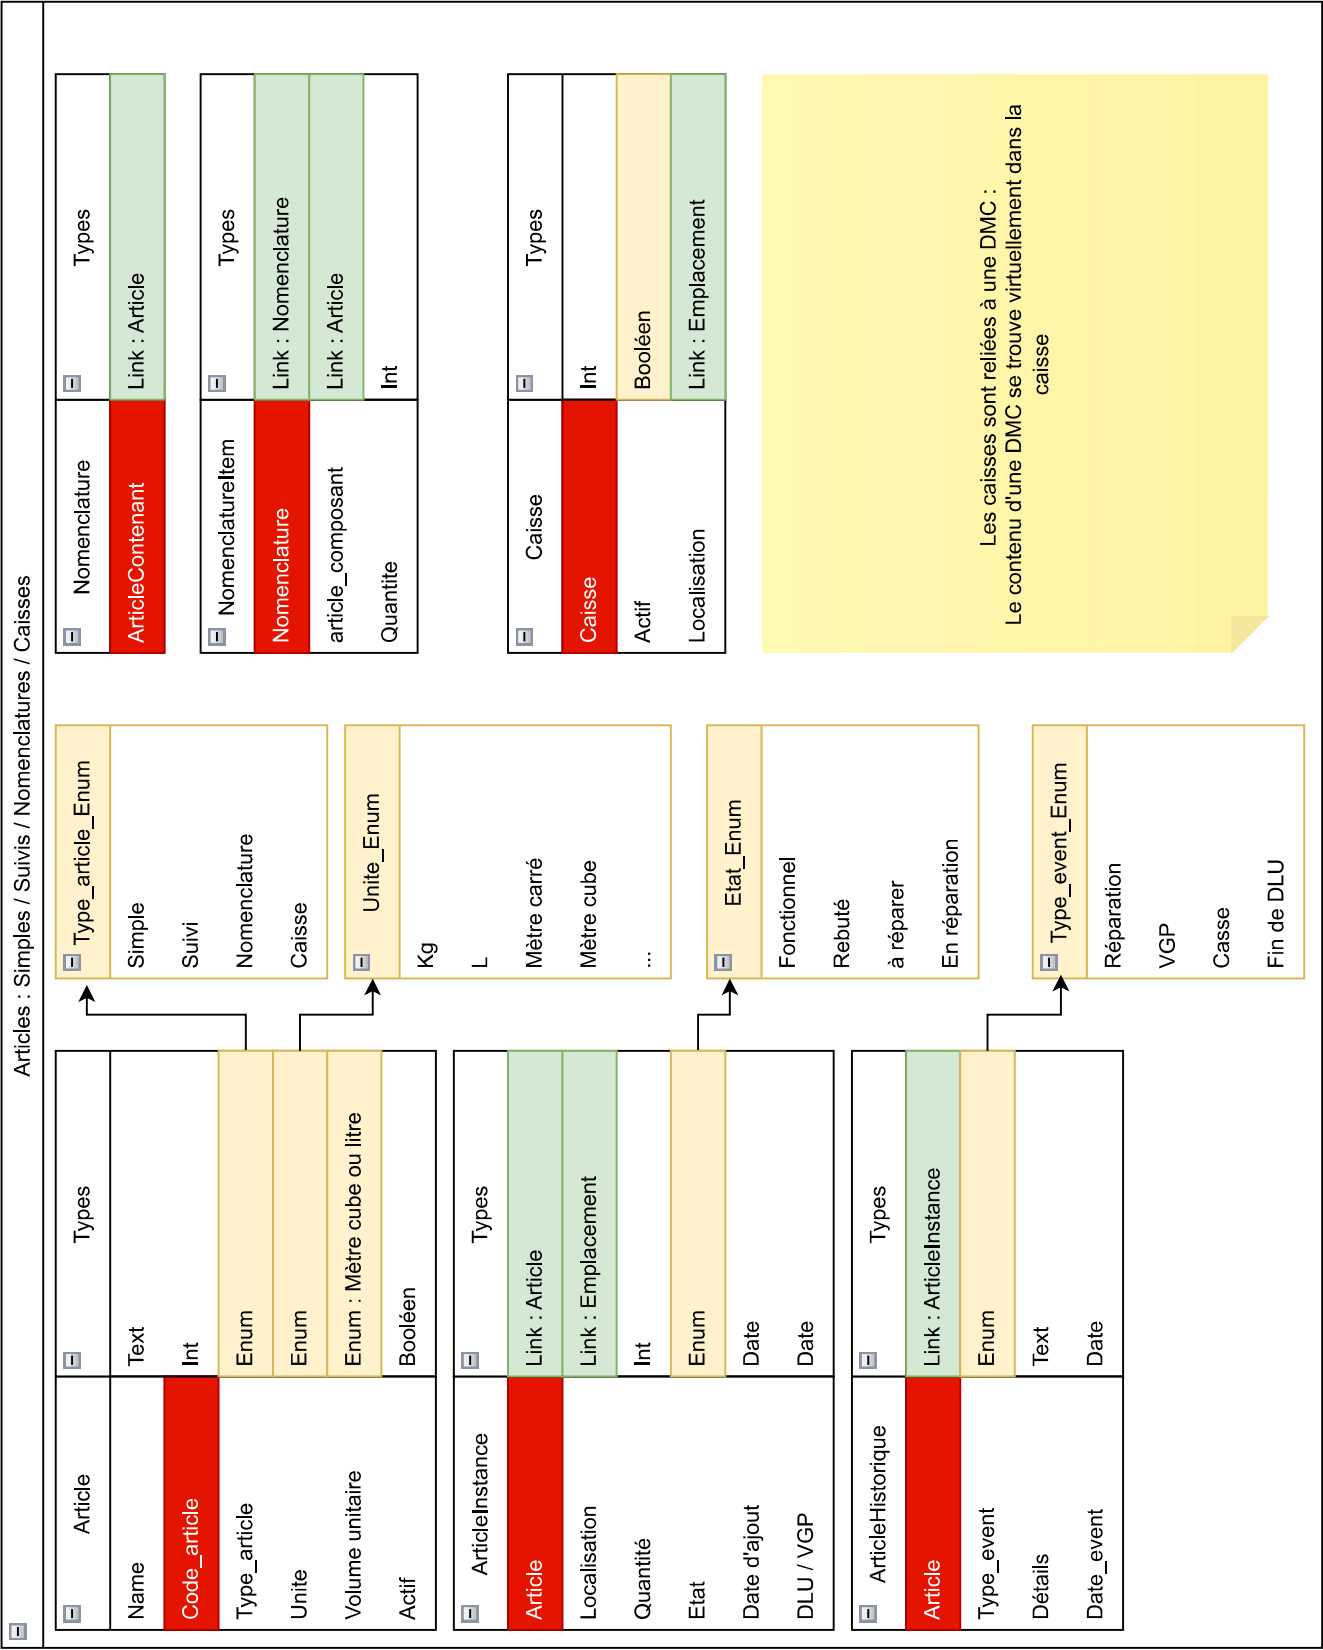 Articles : Simples / Suivis / Nomenclatures / Caisses
Article Types
Name Text
Code_article Int
Type_article Enum
Unite Enum
Volume unitaire Enum : Mètre cube ou litre
Actif Booléen
ArticleInstance Types
Article Link : Article
Localisation Link : Emplacement
Quantité Int
Etat Enum
Date d'ajout Date
DLU / VGP Date
ArticleHistorique Types
Article Link : ArticleInstance
Type_event Enum
Détails Text
Date_event Date
Type_article_Enum
Simple
Suivi
Nomenclature
Caisse
Unite_Enum
Kg
L
Mètre carré
Mètre cube
...
Etat_Enum
Fonctionnel
Rebuté
à réparer
En réparation
Type_event_Enum
Réparation
VGP
Casse
Fin de DLU
Nomenclature Types
ArticleContenant Link : Article
NomenclatureItem Types
Nomenclature Link : Nomenclature
article_composant Link : Article
Quantite Int
Caisse Types
Caisse Int
Actif Booléen
Localisation Link : Emplacement
Les caisses sont reliées à une DMC :
Le contenu d'une DMC se trouve virtuellement dans la
caisse